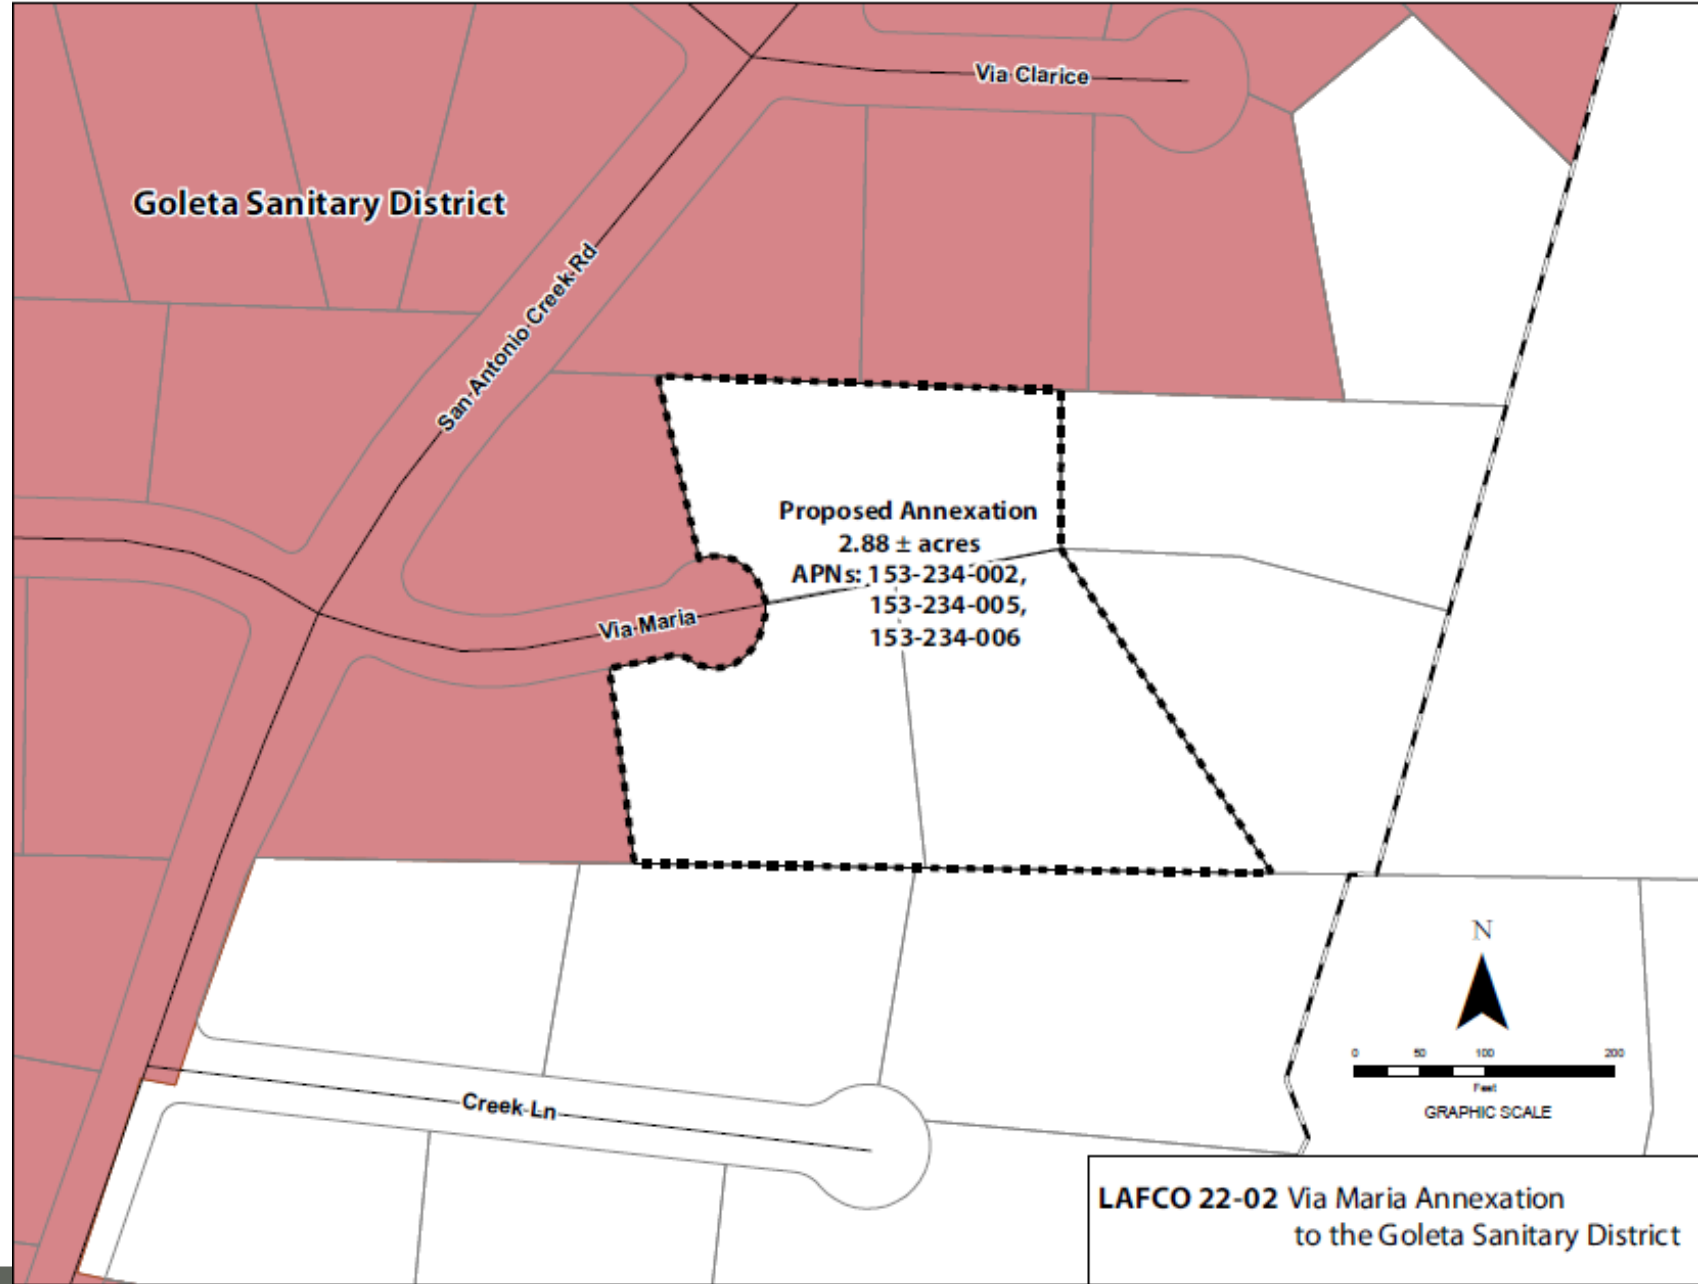 Via Clarice
Goleta Sanitary District
San Antonio Creek Rd
Proposed Annexation
2.88 ± acres
APNs: 153-234-002,
153-234-005,
153-234-006
Via Maria
N
0 50 100 200
Feet
GRAPHIC SCALE
Creek Ln
LAFCO 22-02 Via Maria Annexation
to the Goleta Sanitary District